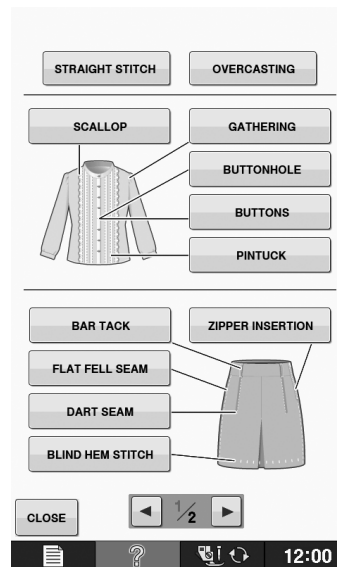 STRAIGHT STITCH
OVERCASTING
SCALLOP
GATHERING
BUTTONHOLE
BUTTONS
PINTUCK
BAR TACK
ZIPPER INSERTION
FLAT FELL SEAM
DART SEAM
BLIND HEM STITCH
CLOSE
1/2
?
12:00